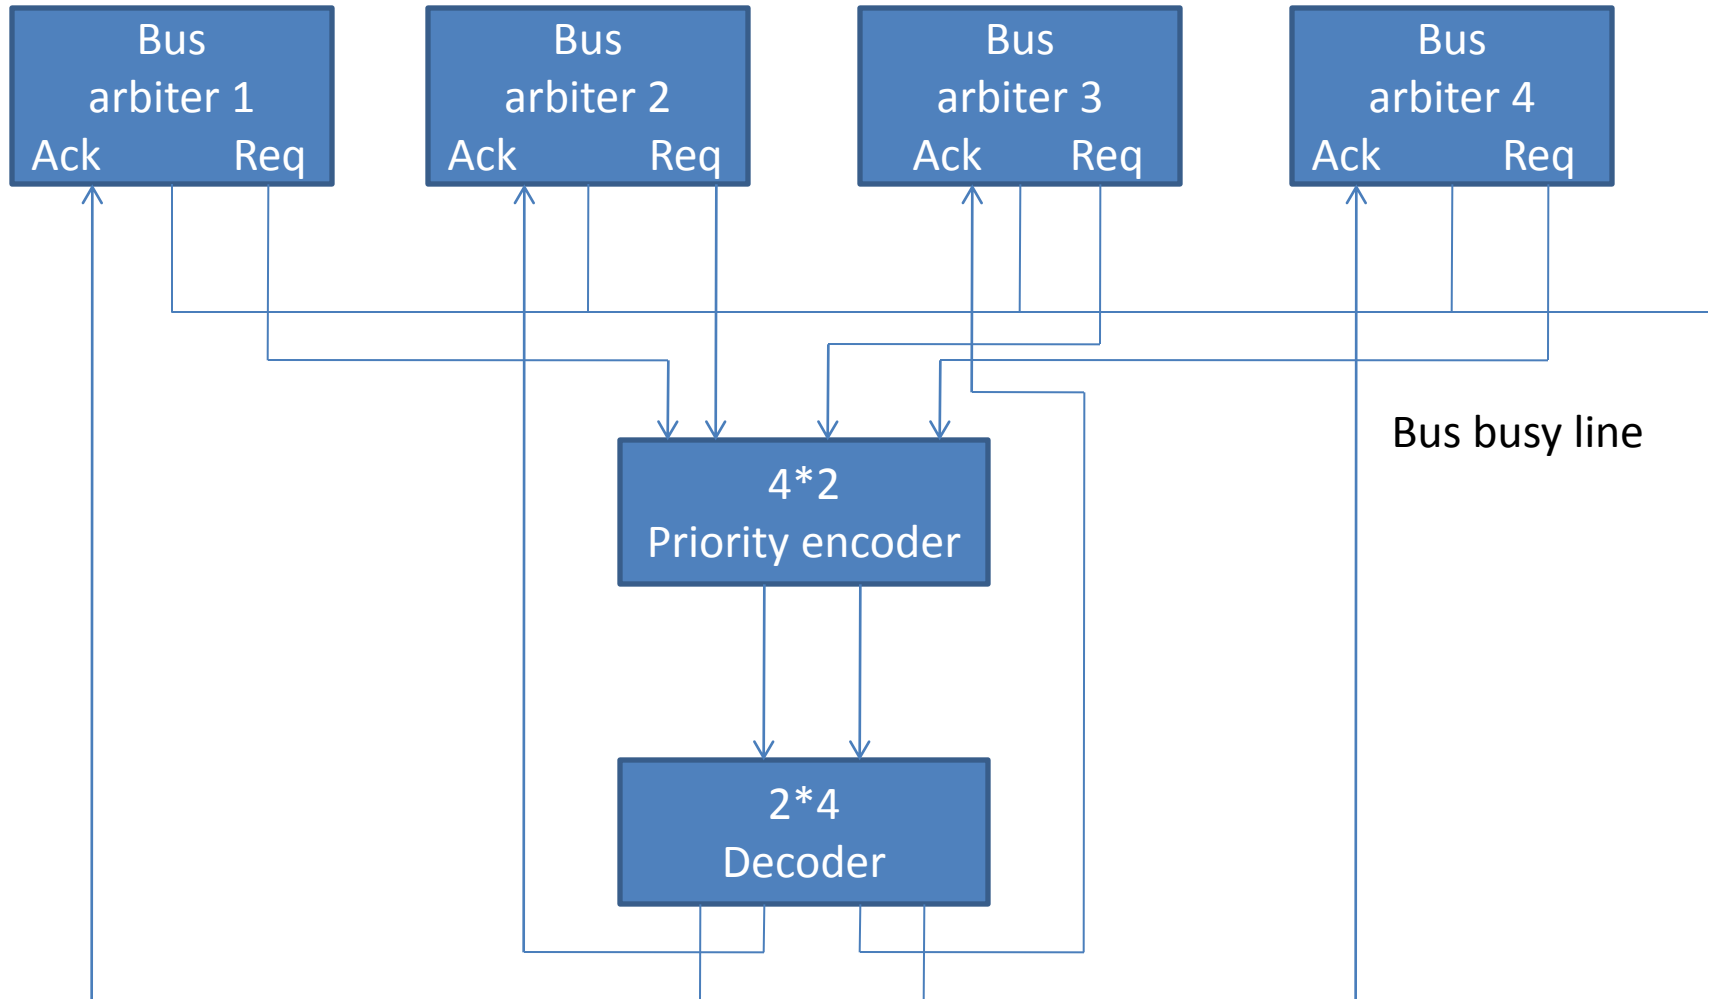 Bus
arbiter 1
Ack Req
Bus
arbiter 2
Ack Req
Bus
arbiter 3
Ack Req
Bus
arbiter 4
Ack Req
Bus busy line
4*2
Priority encoder
2*4
Decoder